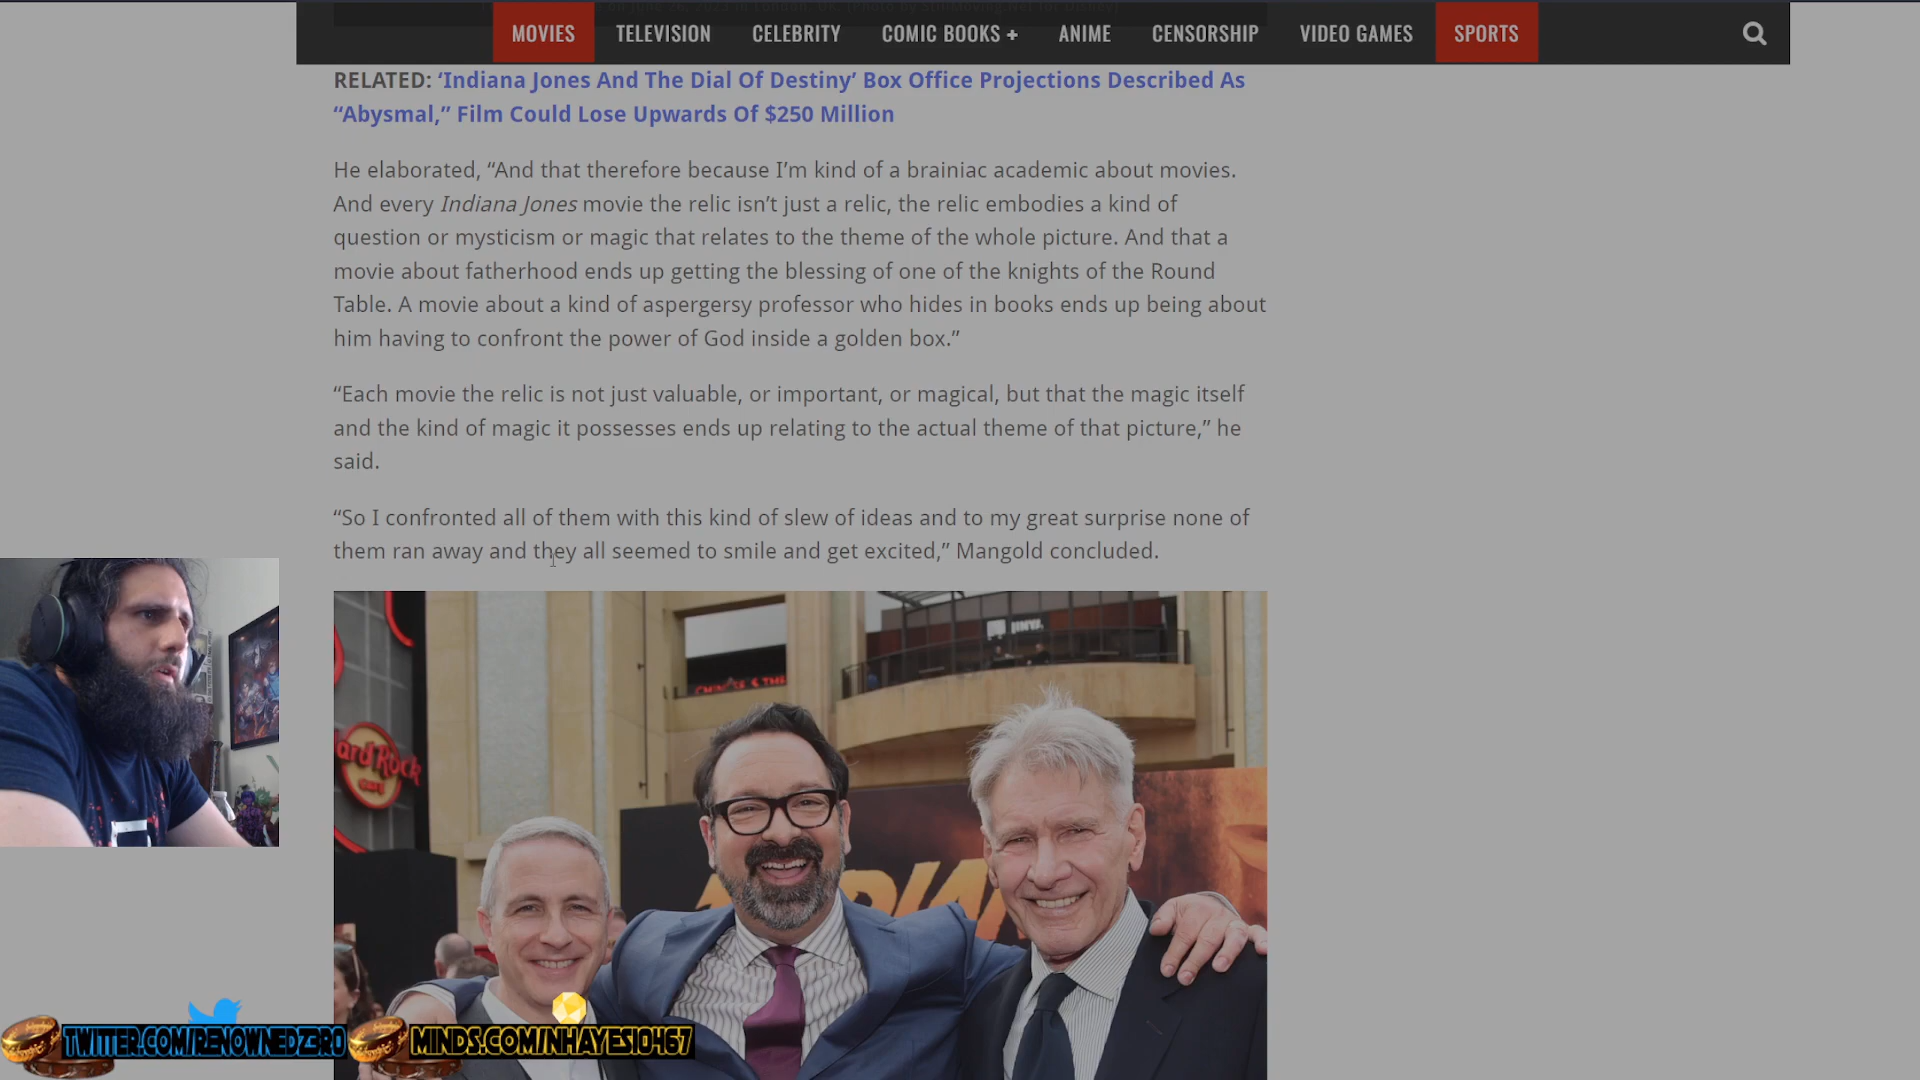 MOVIES TELEVISION CELEBRITY COMIC BOOKS + ANIME CENSORSHIP VIDEO GAMES SPORTS
RELATED: ‘Indiana Jones And The Dial Of Destiny’ Box Office Projections Described As
“Abysmal,” Film Could Lose Upwards Of $250 Million
He elaborated, “And that therefore because I’m kind of a brainiac academic about movies.
And every Indiana Jones movie the relic isn’t just a relic, the relic embodies a kind of
question or mysticism or magic that relates to the theme of the whole picture. And that a
movie about fatherhood ends up getting the blessing of one of the knights of the Round
Table. A movie about a kind of aspergersy professor who hides in books ends up being about
him having to confront the power of God inside a golden box.”
“Each movie the relic is not just valuable, or important, or magical, but that the magic itself
and the kind of magic it possesses ends up relating to the actual theme of that picture,” he
said.
“So I confronted all of them with this kind of slew of ideas and to my great surprise none of
them ran away and they all seemed to smile and get excited,” Mangold concluded.
ard Rock
TWITTER.COM/RENOWNEDZ3RO
MINDS.COM/NHAYES10467